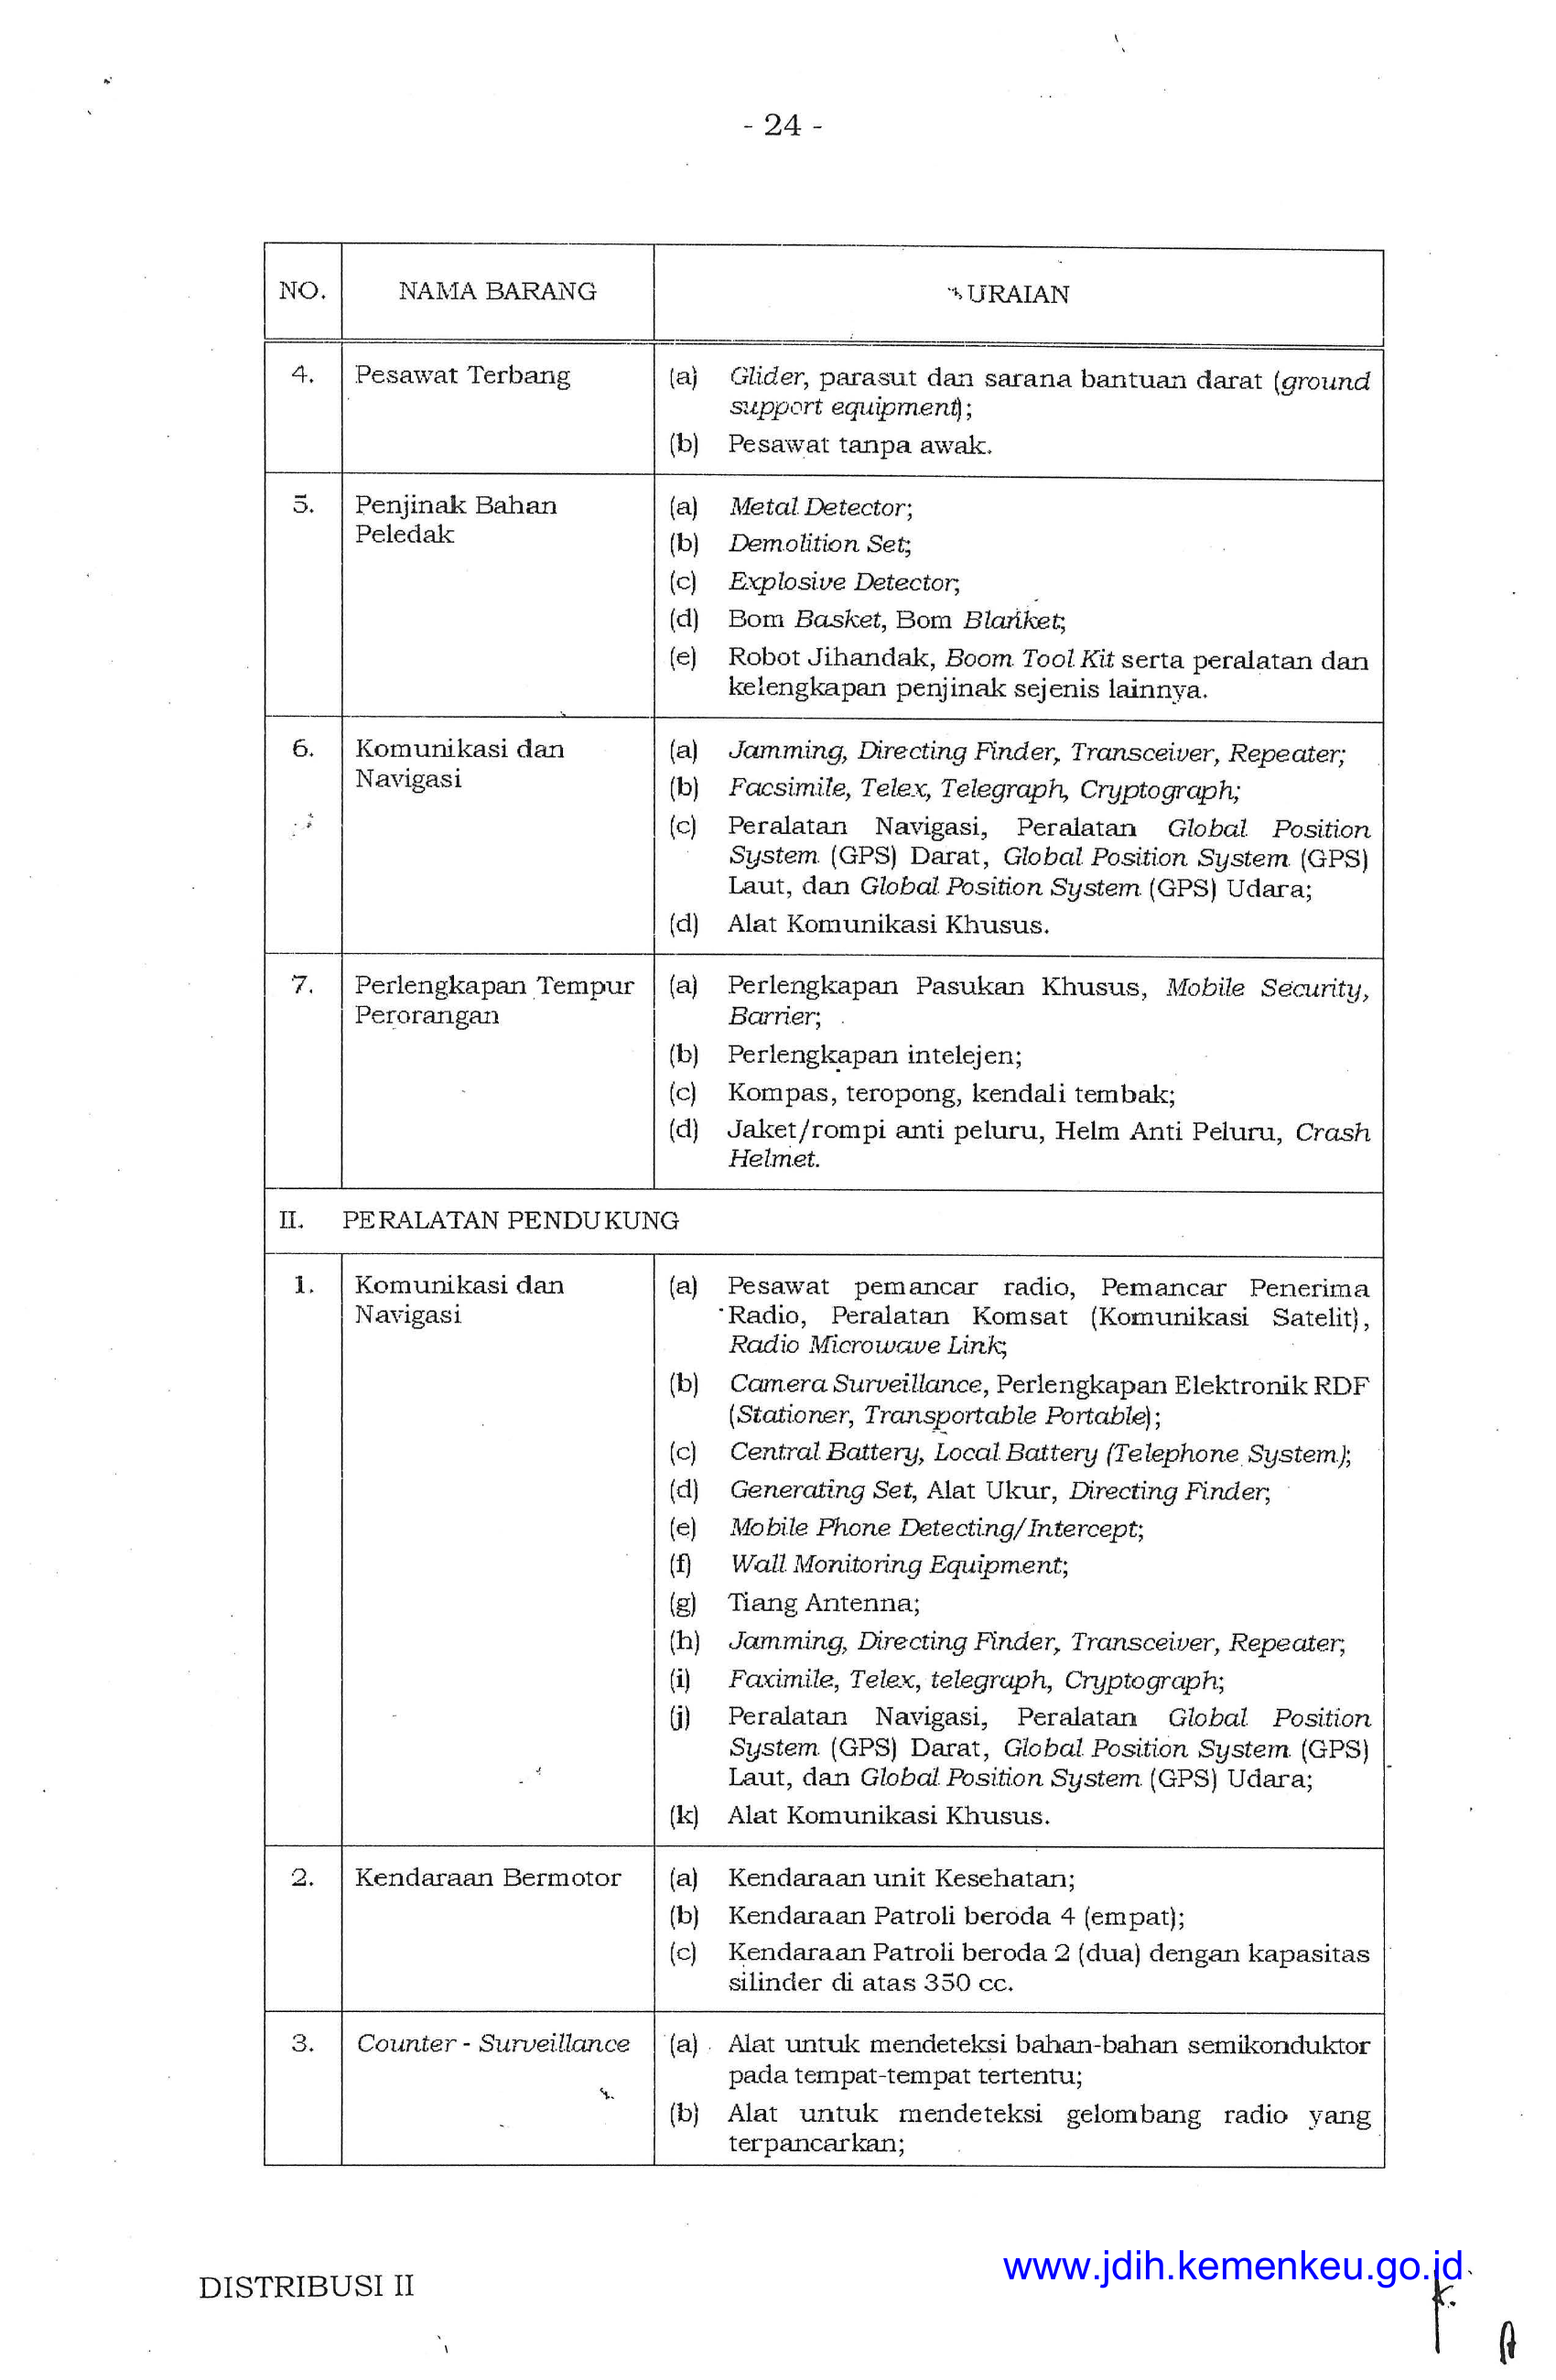 - 24 -
NO. NAMA BARANG URAIAN
4. Pesawat Terbang (a) Glider, parasut dan sarana bantuan darat (ground
support equipment);
(b) Pesawat tanpa awak.
5. Penjinak Bahan (a) Metal Detector;
Peledak (b) Demolition Set;
(c) Explosive Detector;
(d) Bom Basket, Bom Blanket;
(e) Robot Jihandak, Boom Tool Kit serta peralatan dan
kelengkapan penjinak sejenis lainnya.
6. Komunikasi dan (a) Jamming, Directing Finder, Transceiver, Repeater;
Navigasi (b) Facsimile, Telex, Telegraph, Cryptograph;
(c) Peralatan Navigasi, Peralatan Global Position
System (GPS) Darat, Global Position System (GPS)
Laut, dan Global Position System (GPS) Udara;
(d) Alat Komunikasi Khusus.
7. Perlengkapan Tempur (a) Perlengkapan Pasukan Khusus, Mobile Security,
Perorangan Barrier;
(b) Perlengkapan intelejen;
(c) Kompas, teropong, kendali tembak;
(d) Jaket/rompi anti peluru, Helm Anti Peluru, Crash
Helmet.
II. PERALATAN PENDUKUNG
1. Komunikasi dan (a) Pesawat pemancar radio, Pemancar Penerima
Navigasi Radio, Peralatan Komsat (Komunikasi Satelit),
Radio Microwave Link;
(b) Camera Surveillance, Perlengkapan Elektronik RDF
(Stationer, Transportable Portable);
(c) Central Battery, Local Battery (Telephone System);
(d) Generating Set, Alat Ukur, Directing Finder;
(e) Mobile Phone Detecting/Intercept;
(f) Wall Monitoring Equipment;
(g) Tiang Antenna;
(h) Jamming, Directing Finder, Transceiver, Repeater;
(i) Faximile, Telex, telegraph, Cryptograph;
(j) Peralatan Navigasi, Peralatan Global Position
System (GPS) Darat, Global Position System (GPS)
Laut, dan Global Position System (GPS) Udara;
(k) Alat Komunikasi Khusus.
2. Kendaraan Bermotor (a) Kendaraan unit Kesehatan;
(b) Kendaraan Patroli beroda 4 (empat);
(c) Kendaraan Patroli beroda 2 (dua) dengan kapasitas
silinder di atas 350 cc.
3. Counter - Surveillance (a) Alat untuk mendeteksi bahan-bahan semikonduktor
pada tempat-tempat tertentu;
(b) Alat untuk mendeteksi gelombang radio yang
terpancarkan;
www.jdih.kemenkeu.go.id
DISTRIBUSI II